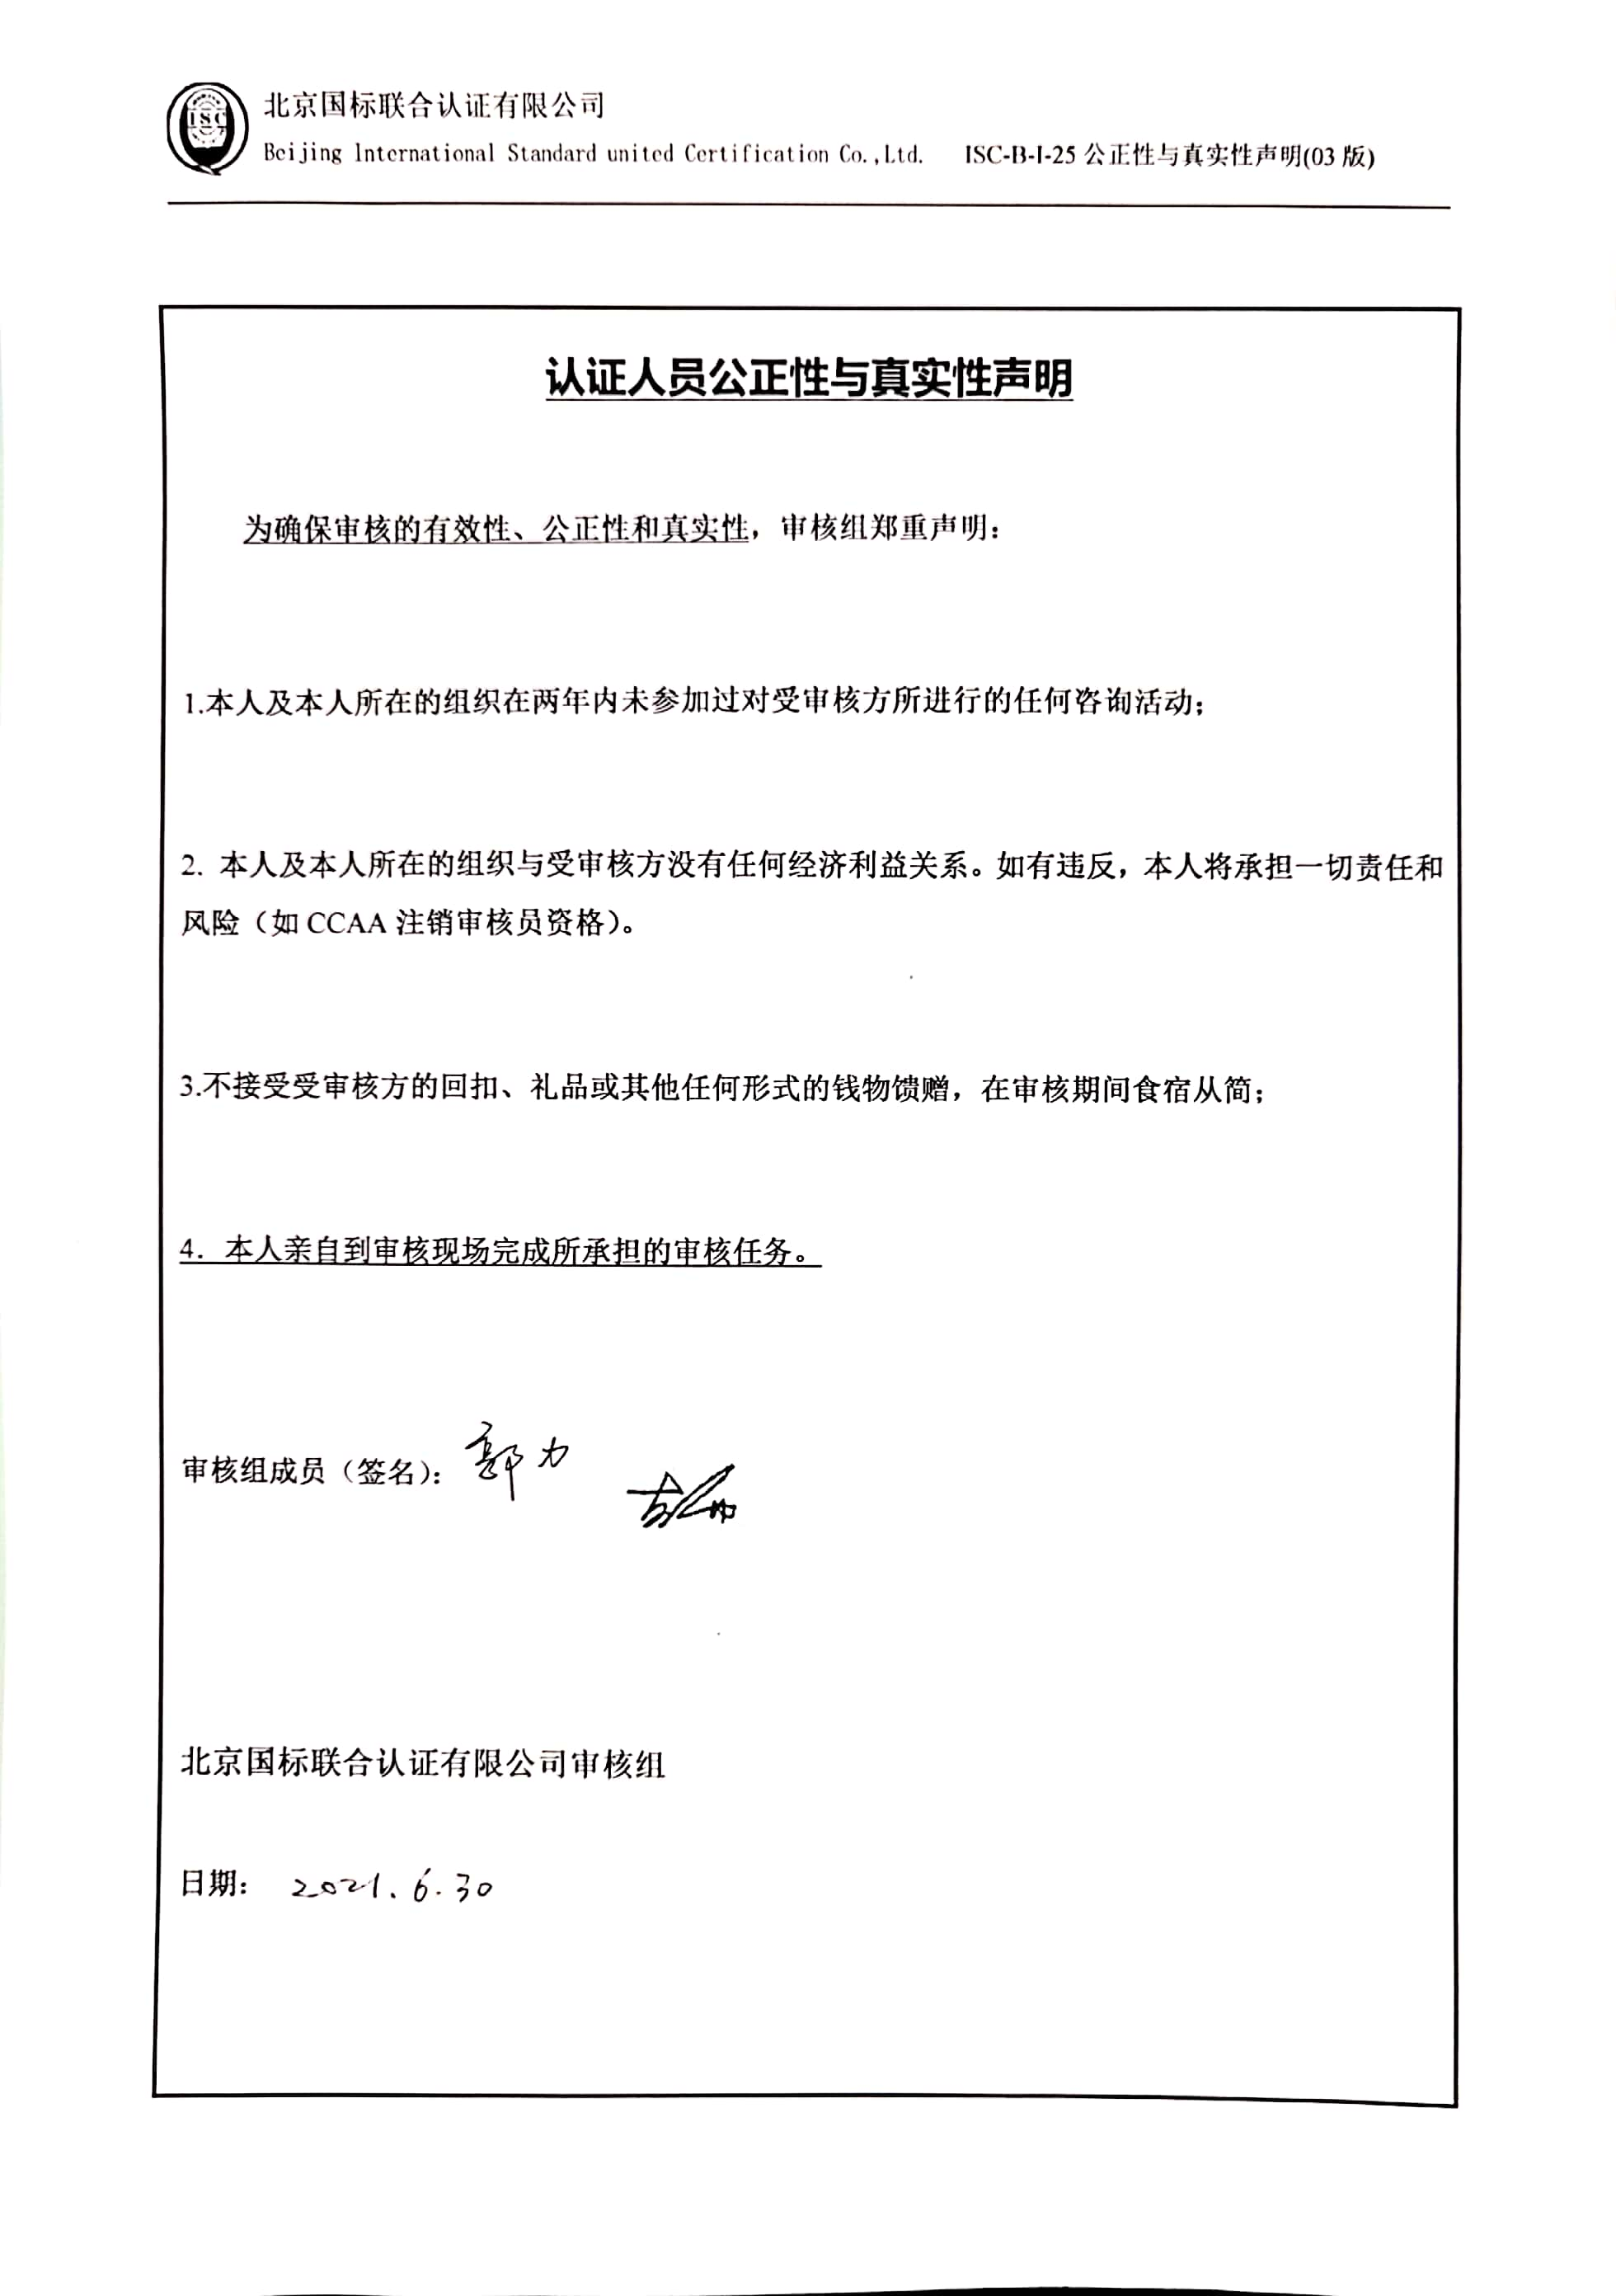 ISC
北京国标联合认证有限公司
Beijing International Standard united Certification Co.,Ltd. ISC-B-I-25 公正性与真实性声明(03 版)
认证人员公正性与真实性声明
为确保审核的有效性、公正性和真实性，审核组郑重声明：
1.本人及本人所在的组织在两年内未参加过对受审核方所进行的任何咨询活动；
2. 本人及本人所在的组织与受审核方没有任何经济利益关系。如有违反，本人将承担一切责任和
风险（如 CCAA 注销审核员资格）。
3.不接受受审核方的回扣、礼品或其他任何形式的钱物馈赠，在审核期间食宿从简；
4．本人亲自到审核现场完成所承担的审核任务。
审核组成员（签名）： 郭力
北京国标联合认证有限公司审核组
日期： 2021.6.30